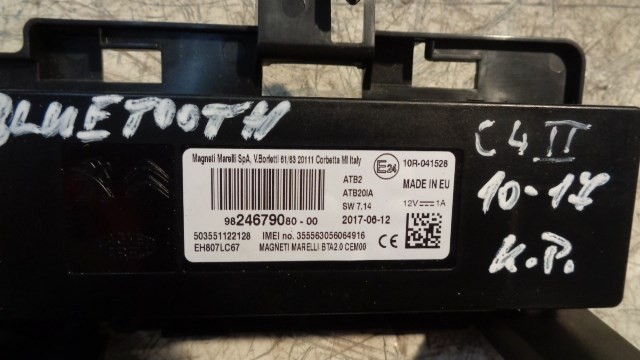 BLUETOOTH
Magneti Marelli SpA, V.Borletti 61/63 20111 Corbetta MI Italy
E24
10R-041528
ATB2
ATB20IA
SW 7.14
MADE IN EU
12V⎓1A
9824679080-00
2017-06-12
503551122128 IMEI no. 355563056064916
EH807LC67 MAGNETI MARELLI BTA2.0 CEM00
CE
C4 II
10-17
K.P.